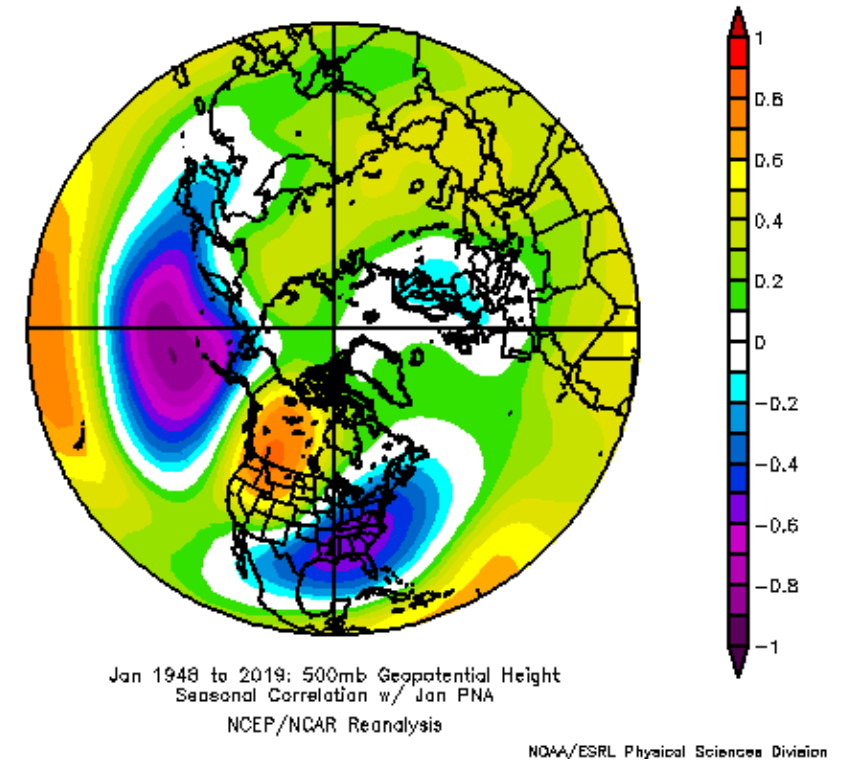 1
0.8
0.6
0.4
0.2
0
-0.2
-0.4
-0.6
-0.8
-1
Jan 1948 to 2019: 500mb Geopotential Height
Seasonal Correlation w/ Jan PNA
NCEP/NCAR Reanalysis
NOAA/ESRL Physical Sciences Division